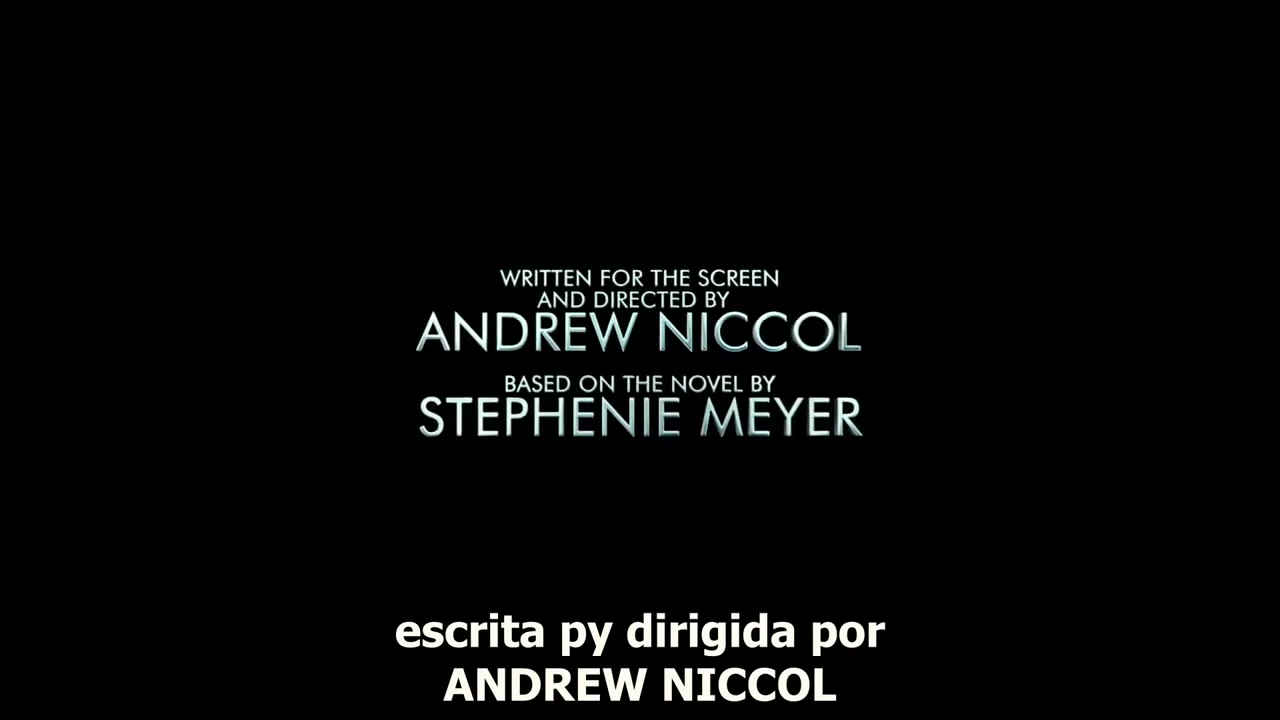 WRITTEN FOR THE SCREEN
AND DIRECTED BY
ANDREW NICCOL
BASED ON THE NOVEL BY
STEPHENIE MEYER
escrita py dirigida por
ANDREW NICCOL